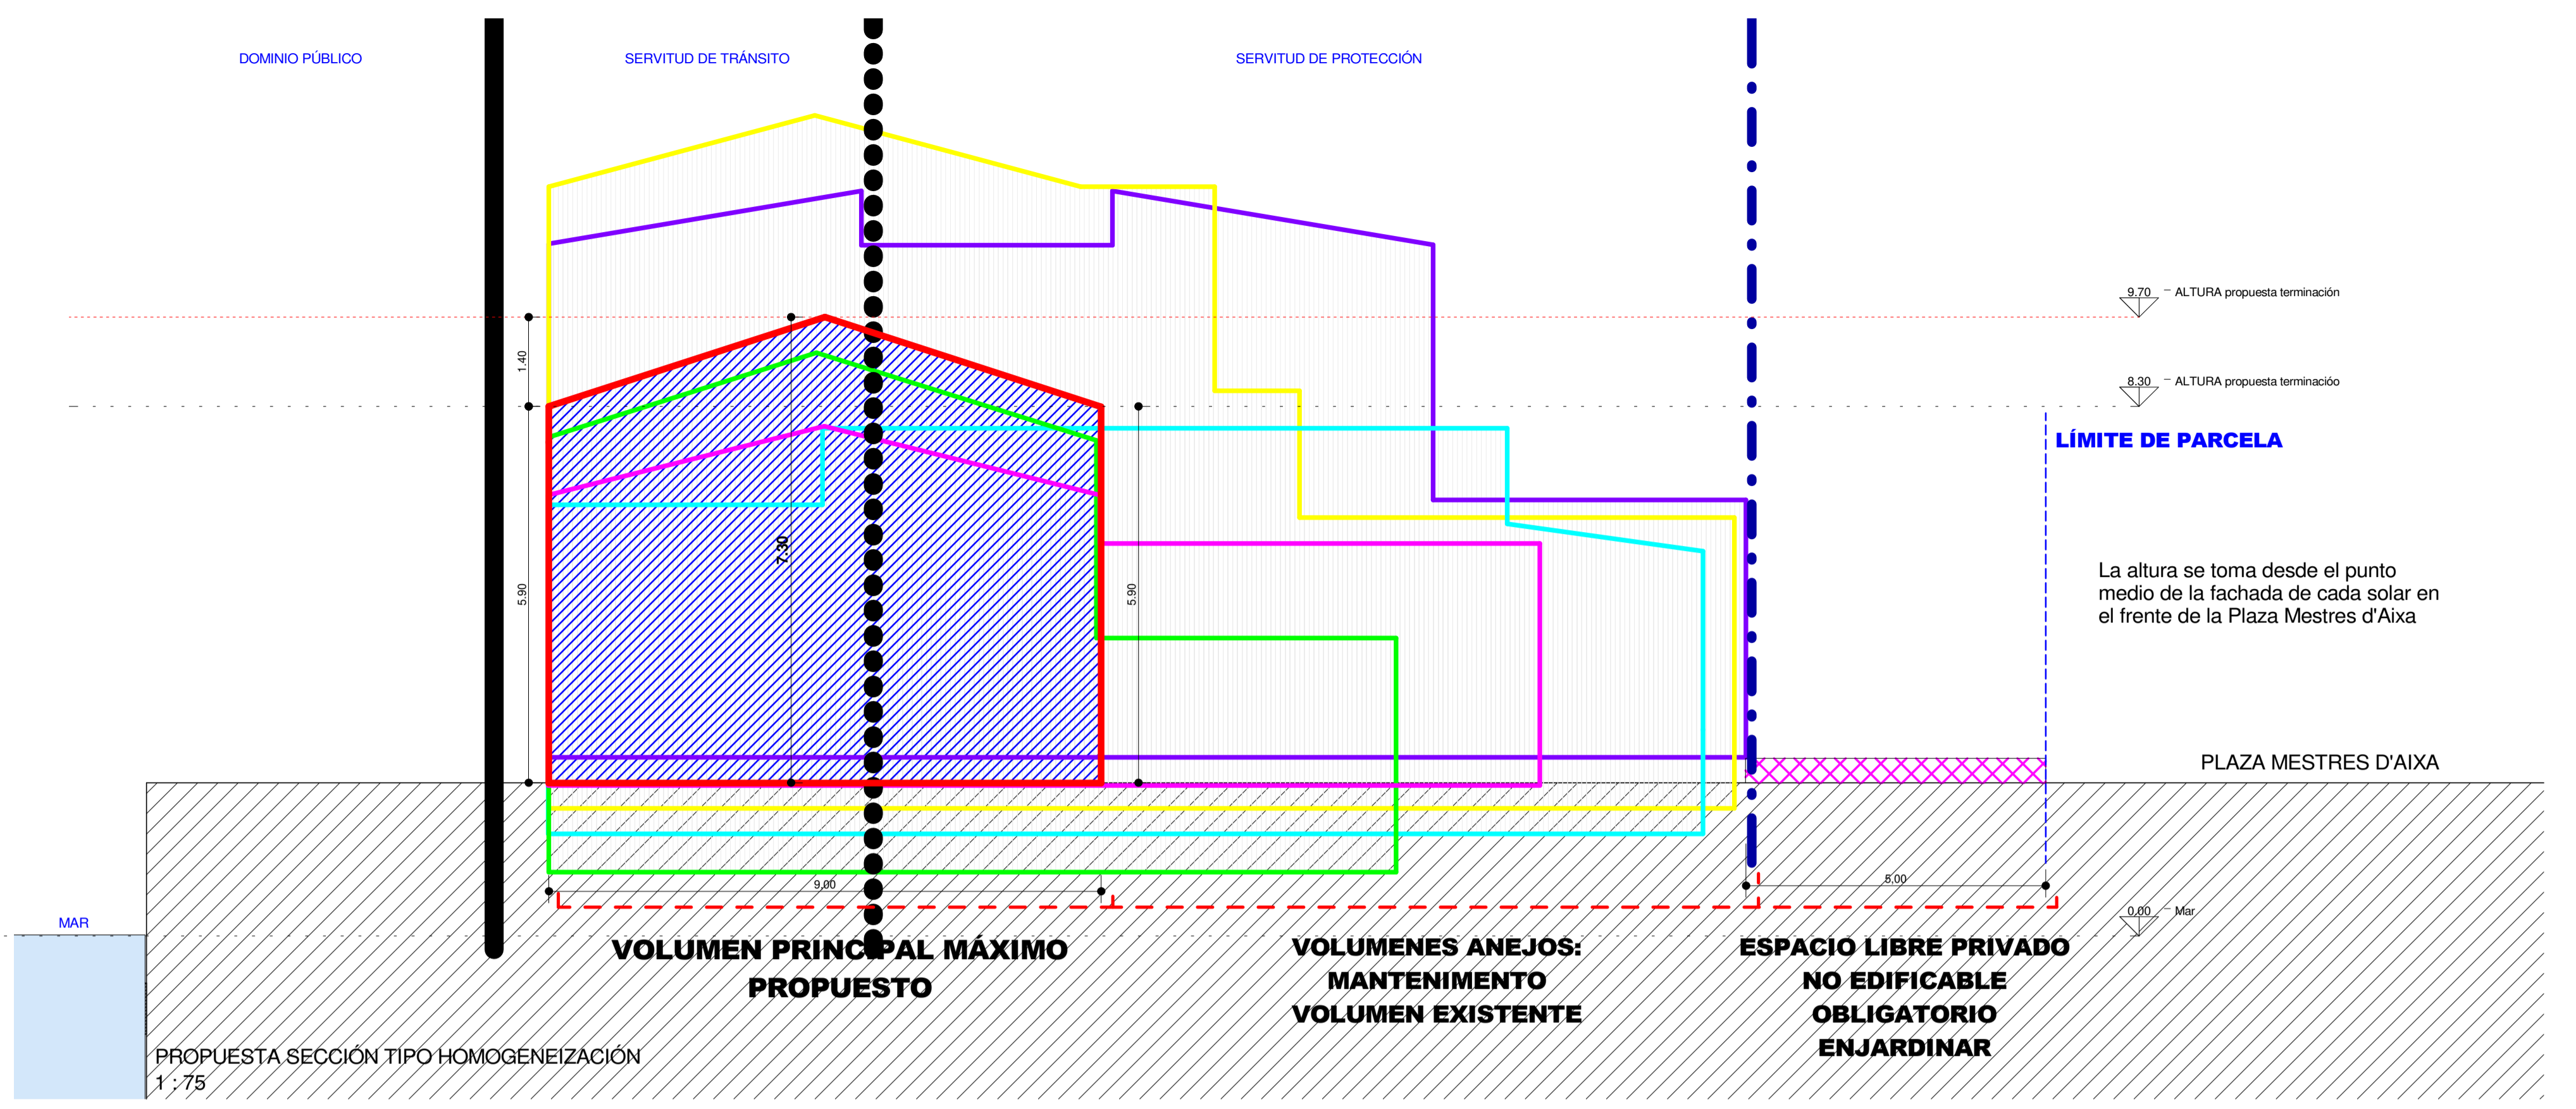 DOMINIO PÚBLICO
SERVITUD DE TRÁNSITO
SERVITUD DE PROTECCIÓN
9.70
ALTURA propuesta terminación
1.40
8.30
ALTURA propuesta terminacióo
LÍMITE DE PARCELA
7.30
5.90
5.90
La altura se toma desde el punto
medio de la fachada de cada solar en
el frente de la Plaza Mestres d'Aixa
PLAZA MESTRES D'AIXA
9,00
5,00
0.00
Mar
MAR
VOLUMEN PRINCIPAL MÁXIMO
PROPUESTO
VOLUMENES ANEJOS:
MANTENIMENTO
VOLUMEN EXISTENTE
ESPACIO LIBRE PRIVADO
NO EDIFICABLE
OBLIGATORIO
ENJARDINAR
PROPUESTA SECCIÓN TIPO HOMOGENEIZACIÓN
1 : 75